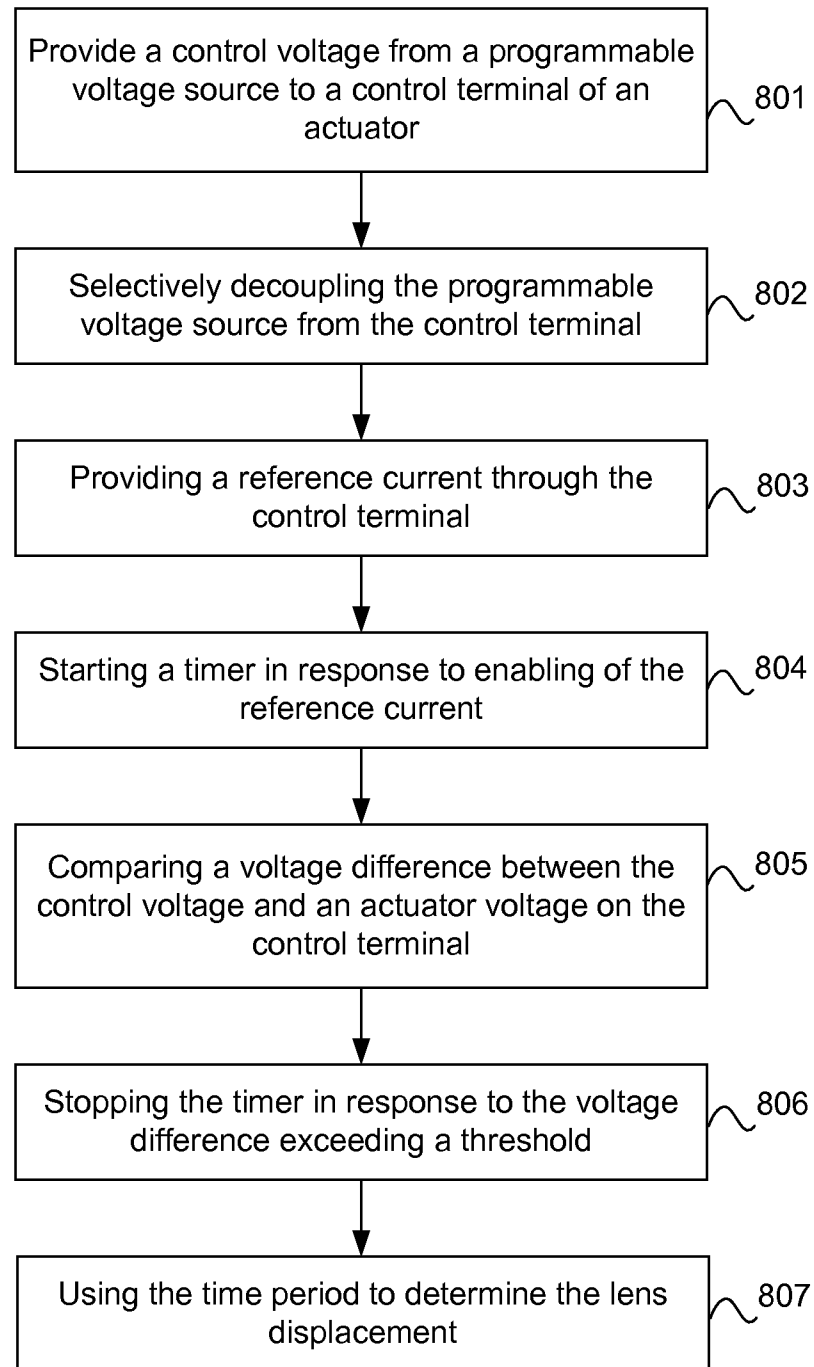 Provide a control voltage from a programmable
voltage source to a control terminal of an
actuator
801
Selectively decoupling the programmable
voltage source from the control terminal
802
Providing a reference current through the
control terminal
803
Starting a timer in response to enabling of the
reference current
804
Comparing a voltage difference between the
control voltage and an actuator voltage on the
control terminal
805
Stopping the timer in response to the voltage
difference exceeding a threshold
806
Using the time period to determine the lens
displacement
807